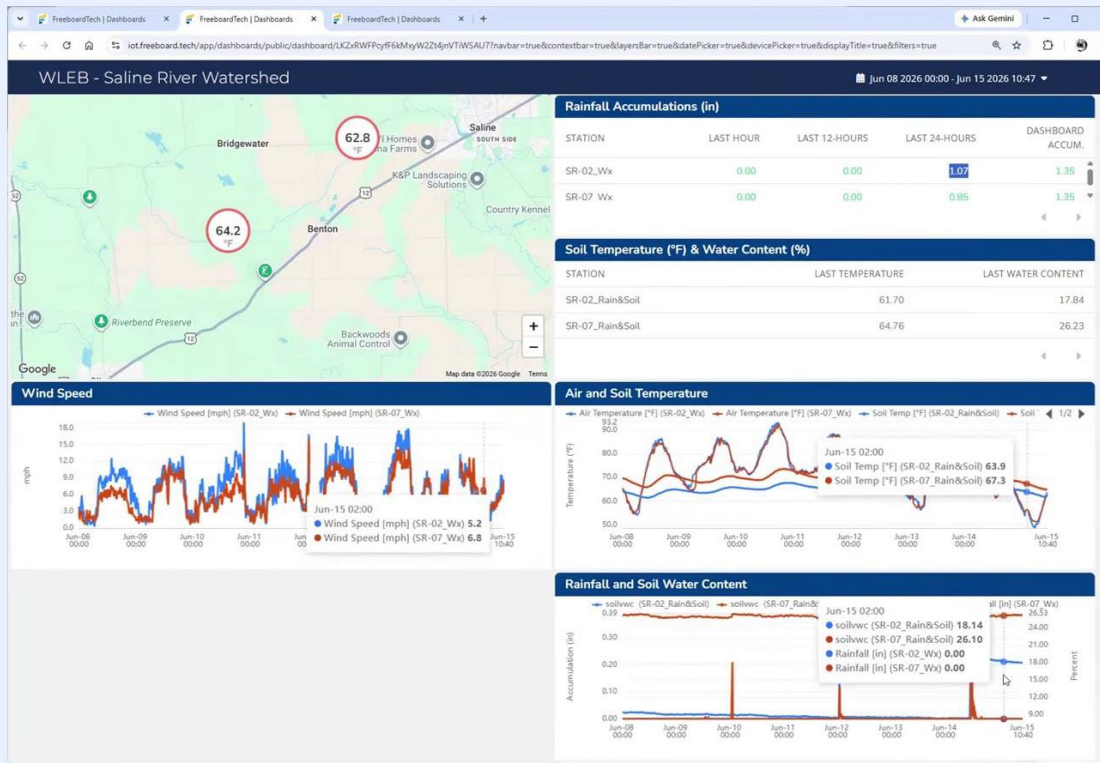 FreeboardTech | Dashboards
FreeboardTech | Dashboards
FreeboardTech | Dashboards
Ask Gemini
iot.freeboard.tech/app/dashboards/public/dashboard/LKZxRWFPcyfF6kMxyW2Zt4jnVTiWSAU7?navbar=true&contextbar=true&layersBar=true&datePicker=true&devicePicker=true&displayTitle=true&filters=true
WLEB - Saline River Watershed
Jun 08 2026 00:00 - Jun 15 2026 10:47
62.8
°F
Homes
Farms
Saline
SOUTH SIDE
Bridgewater
K&P Landscaping
Solutions
12
52
Country Kennel
64.2
°F
Benton
52
the
Riverbend Preserve
12
Backwoods
Animal Control
+
−
Google
Map data ©2026 Google Terms
Rainfall Accumulations (in)
STATION LAST HOUR LAST 12-HOURS LAST 24-HOURS DASHBOARD ACCUM.
SR-02_Wx 0.00 0.00 1.07 1.35
SR-07 Wx 0.00 0.00 0.85 1.35
Soil Temperature (°F) & Water Content (%)
STATION LAST TEMPERATURE LAST WATER CONTENT
SR-02_Rain&Soil 61.70 17.84
SR-07_Rain&Soil 64.76 26.23
Wind Speed
Wind Speed [mph] (SR-02_Wx) Wind Speed [mph] (SR-07_Wx)
mph
18.0
15.0
12.0
9.0
6.0
3.0
0.0
Jun-08 00:00
Jun-09 00:00
Jun-10 00:00
Jun-15 10:40
Jun-15 02:00
Wind Speed [mph] (SR-02_Wx) 5.2
Wind Speed [mph] (SR-07_Wx) 6.8
Air and Soil Temperature
Air Temperature [°F] (SR-02_Wx) Air Temperature [°F] (SR-07_Wx) Soil Temp [°F] (SR-02_Rain&Soil) Soil 1/2
Temperature (°F)
93.2
90.0
80.0
70.0
60.0
50.0
Jun-15 02:00
Soil Temp [°F] (SR-02_Rain&Soil) 63.9
Soil Temp [°F] (SR-07_Rain&Soil) 67.3
Jun-08 00:00
Jun-09 00:00
Jun-10 00:00
Jun-11 00:00
Jun-12 00:00
Jun-13 00:00
Jun-14 00:00
Jun-15 10:40
Rainfall and Soil Water Content
soilvwc (SR-02_Rain&Soil) soilvwc (SR-07_Rain& [in] (SR-07_Wx)
Accumulation (in)
0.39
0.30
0.20
0.10
0.00
Jun-15 02:00
soilvwc (SR-02_Rain&Soil) 18.14
soilvwc (SR-07_Rain&Soil) 26.10
Rainfall [in] (SR-02_Wx) 0.00
Rainfall [in] (SR-07_Wx) 0.00
26.53
24.00
21.00
18.00
15.00
12.00
9.00
Percent
Jun-08 00:00
Jun-09 00:00
Jun-10 00:00
Jun-11 00:00
Jun-12 00:00
Jun-13 00:00
Jun-14 00:00
Jun-15 10:40